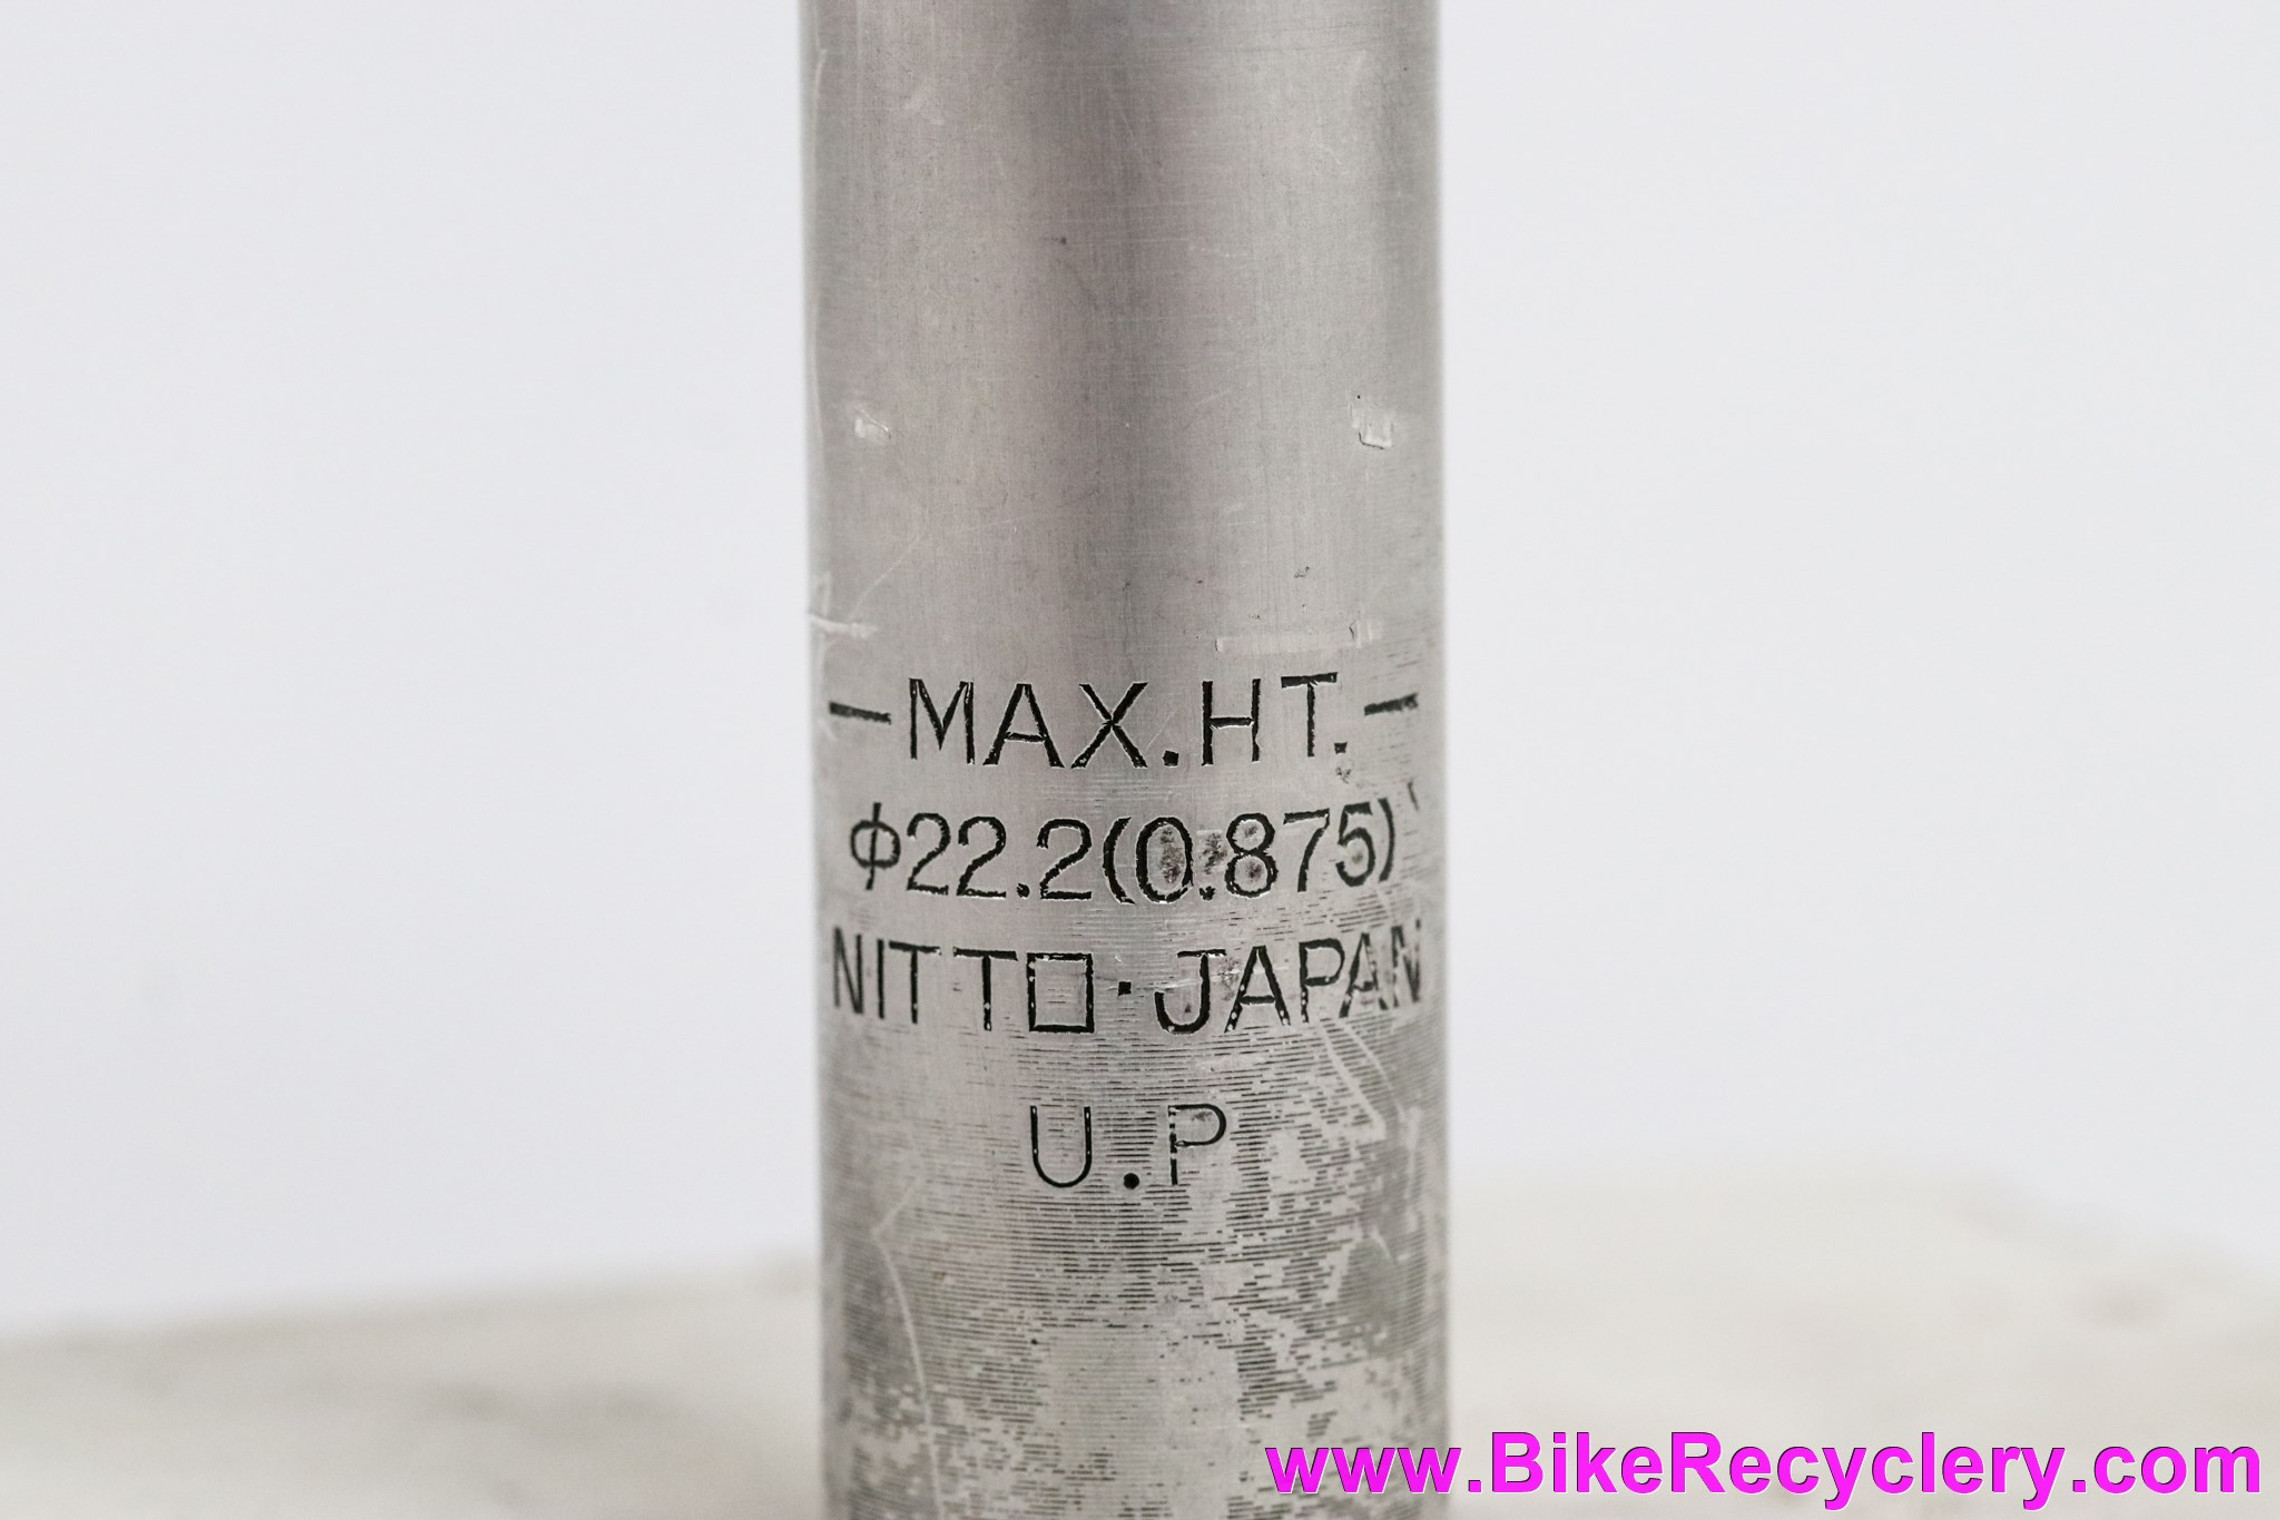 -MAX.HT.-
φ22.2(0.875)
NITTO·JAPAN
U.P
www.BikeRecyclery.com